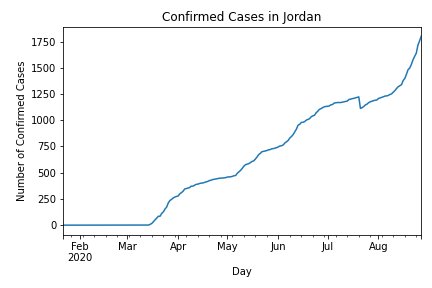 Confirmed Cases in Jordan
Number of Confirmed Cases
1750
1500
1250
1000
750
500
250
0
Feb Mar Apr May Jun Jul Aug
2020
Day